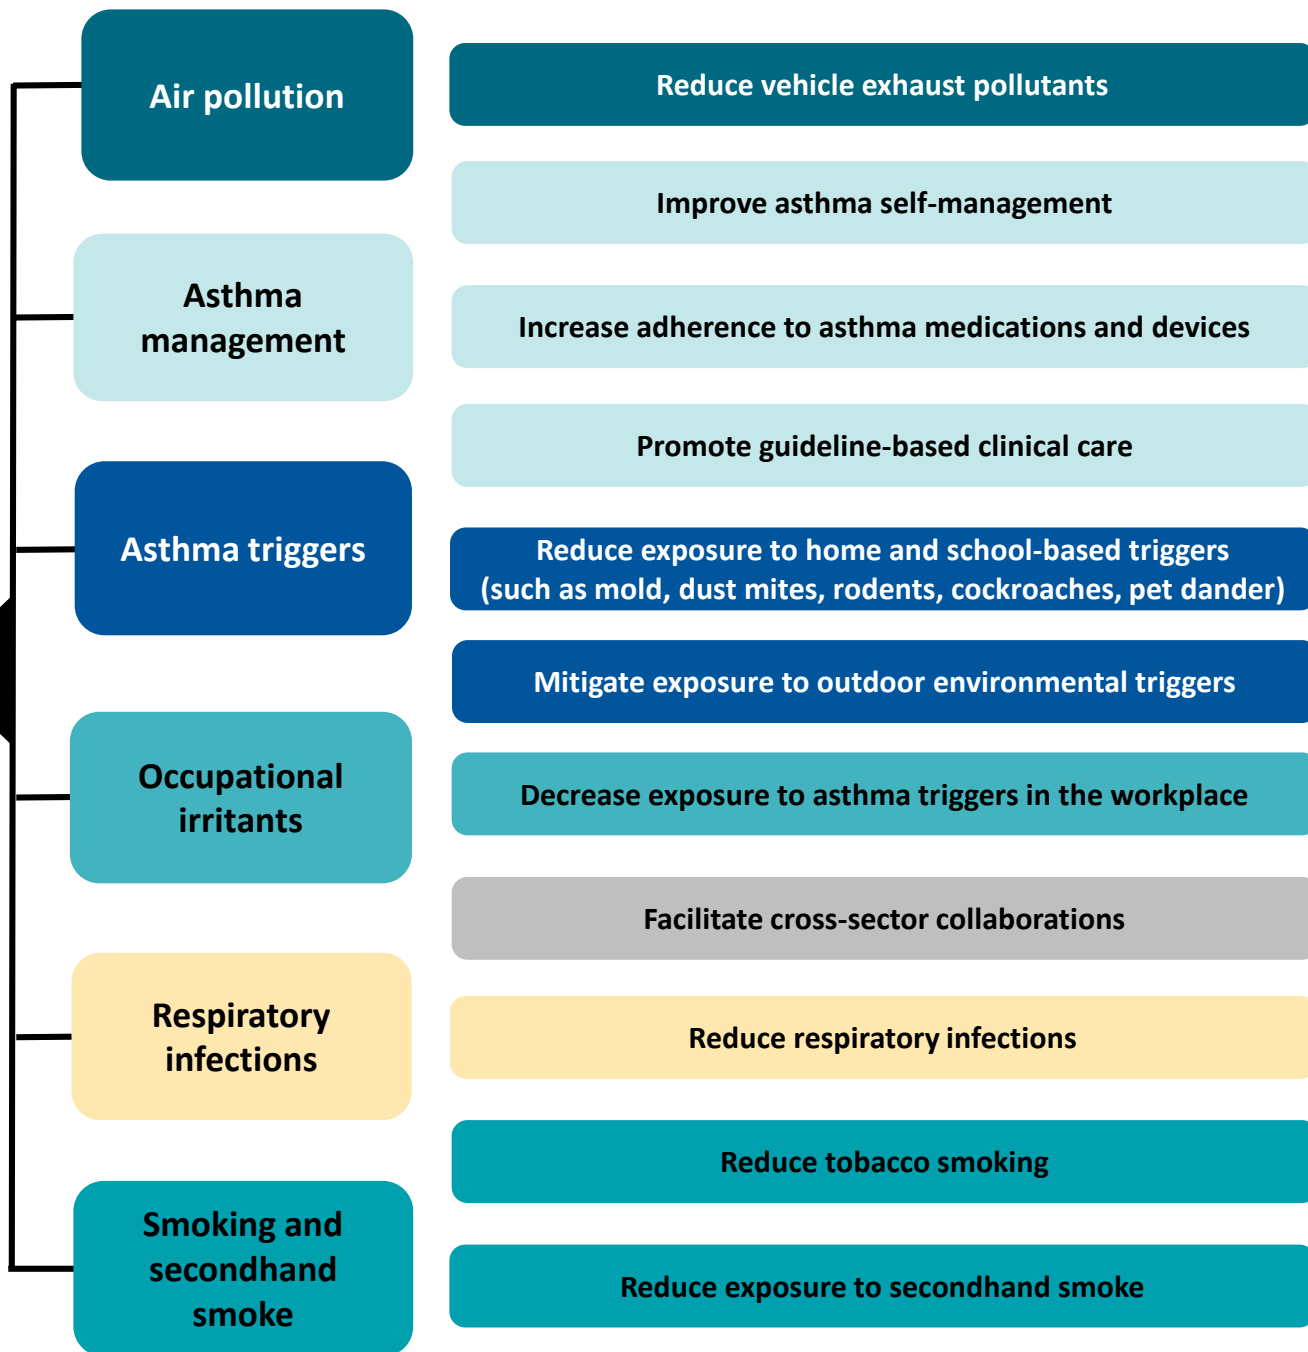 Air pollution
Reduce vehicle exhaust pollutants
Improve asthma self-management
Asthma
management
Increase adherence to asthma medications and devices
Promote guideline-based clinical care
Asthma triggers
Reduce exposure to home and school-based triggers
(such as mold, dust mites, rodents, cockroaches, pet dander)
Mitigate exposure to outdoor environmental triggers
Occupational
irritants
Decrease exposure to asthma triggers in the workplace
Facilitate cross-sector collaborations
Respiratory
infections
Reduce respiratory infections
Reduce tobacco smoking
Smoking and
secondhand
smoke
Reduce exposure to secondhand smoke